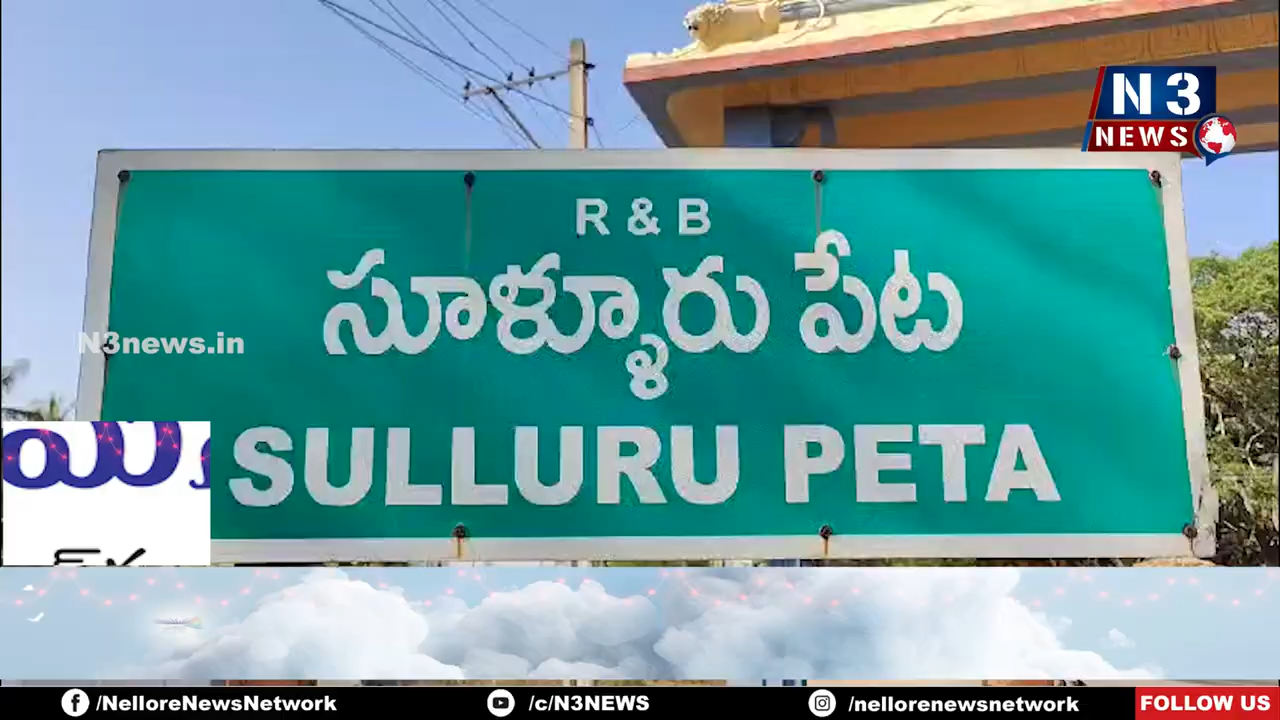 N3
NEWS
R & B
సూళ్ళూరు పేట
N3news.in
SULLURU PETA
/NelloreNewsNetwork
/c/N3NEWS
/nellorenewsnetwork
FOLLOW US